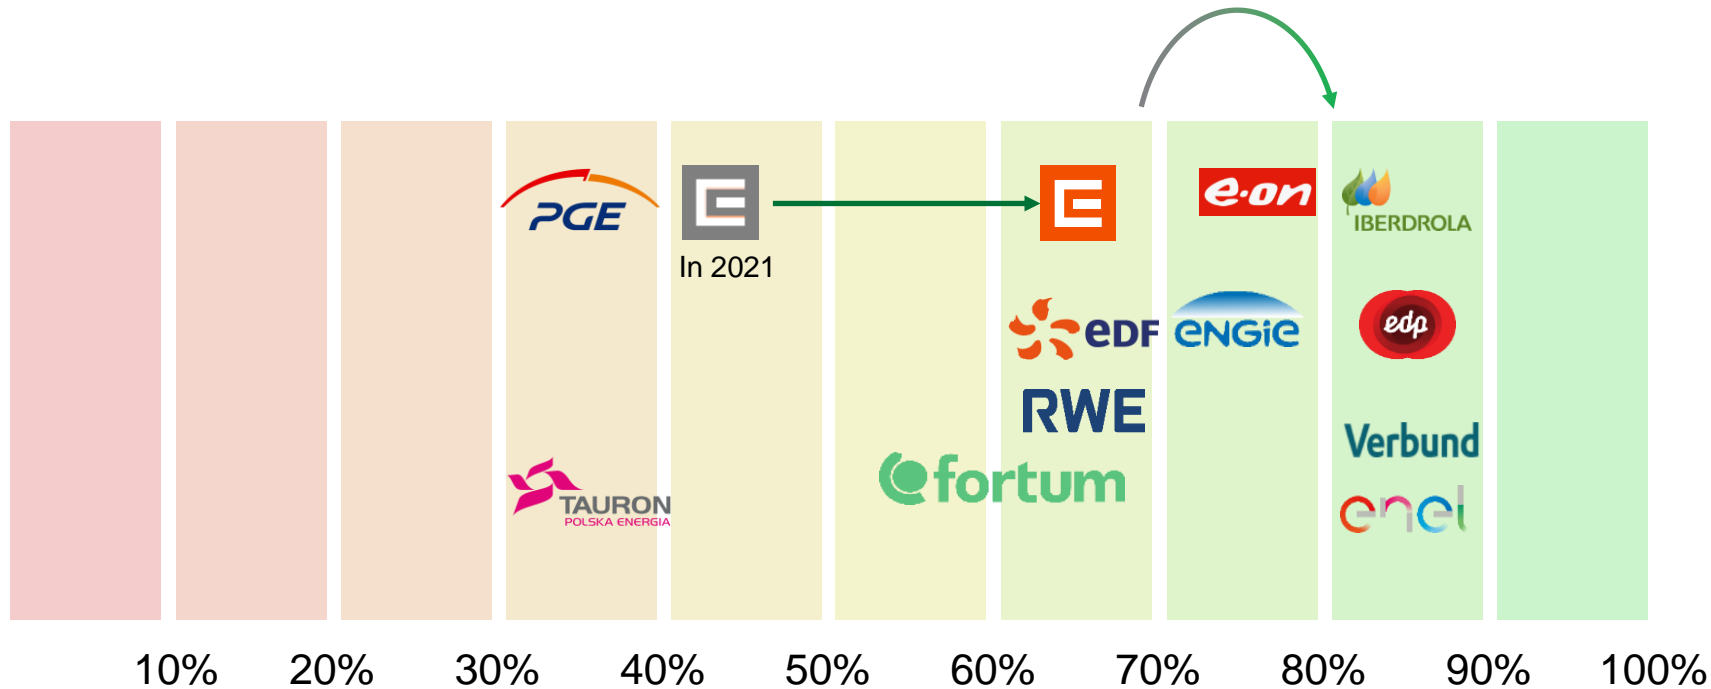 PGE
e·on
IBERDROLA
In 2021
eDF
eNGiE
edp
RWE
Verbund
fortum
TAURON
POLSKA ENERGIA
enel
10%
20%
30%
40%
50%
60%
70%
80%
90%
100%